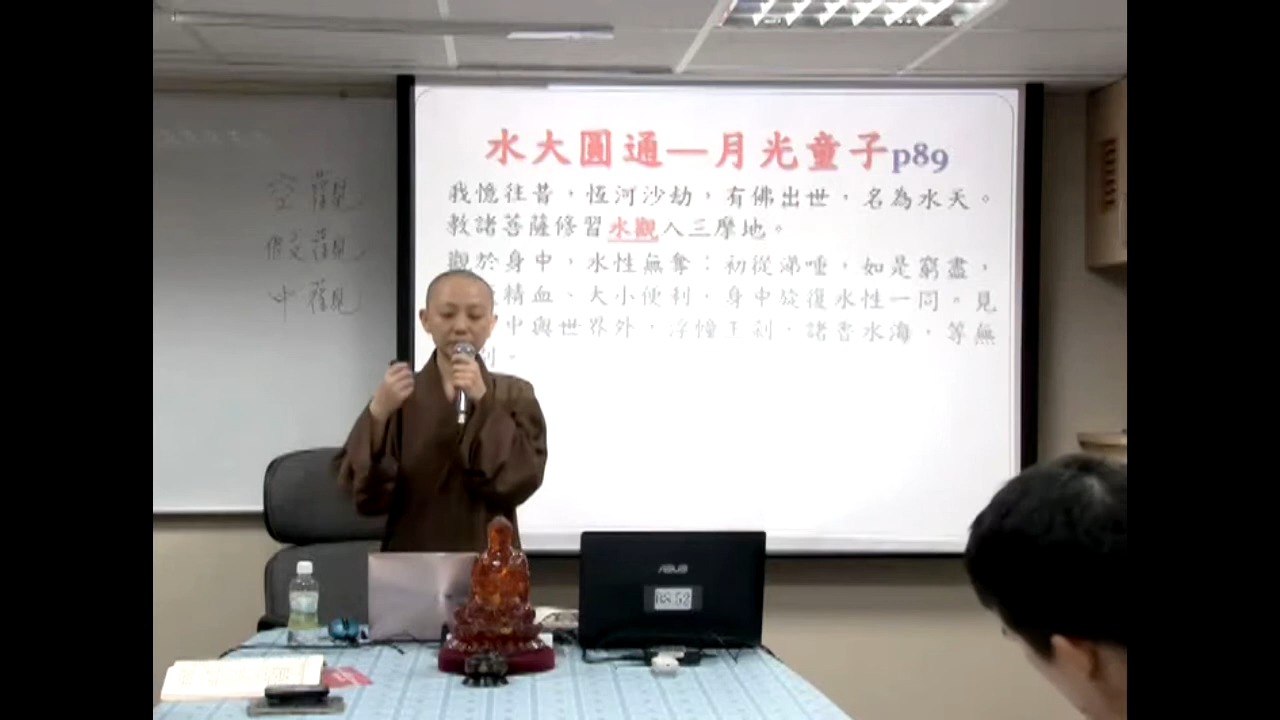 水大圓通—月光童子p89
我憶往昔，恆河沙劫，有佛出世，名為水天。
教諸菩薩修習水觀入三摩地。
觀於身中，水性無奪：初從涕唾，如是窮盡，
精血、大小便利，身中旋復水性一同。見
中與世界外，浮幢王剎，諸香水海，等無
空觀
假觀
中觀
ASUS